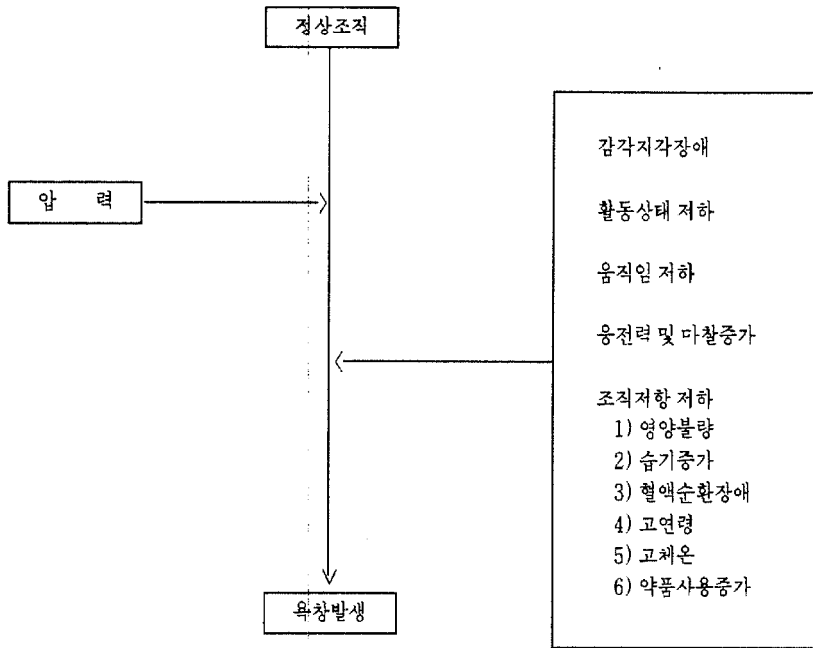 정상조직
압 력
감각지각장애
활동상태 저하
움직임 저하
응전력 및 마찰증가
조직저항 저하
1) 영양불량
2) 습기증가
3) 혈액순환장애
4) 고연령
5) 고체온
6) 약품사용증가
욕창발생